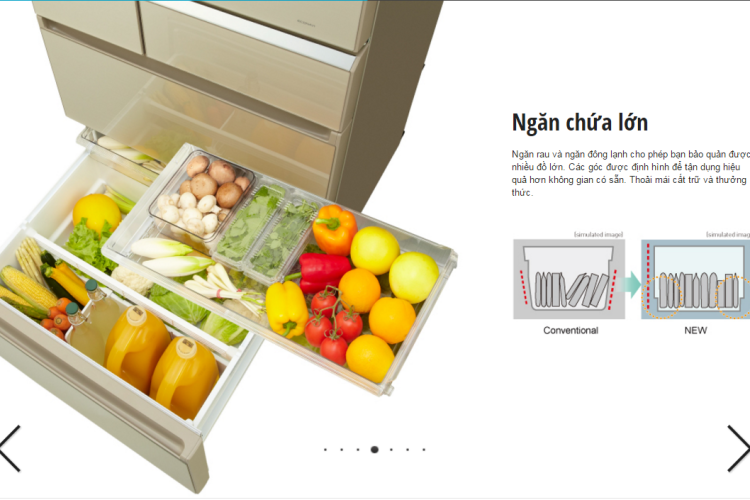 Ngăn chứa lớn
Ngăn rau và ngăn đông lạnh cho phép bạn bảo quản được
nhiều đồ lớn. Các góc được định hình để tận dụng hiệu
quả hơn không gian có sẵn. Thoải mái cất trữ và thưởng
thức.
[simulated image]
[simulated imag
Conventional
NEW